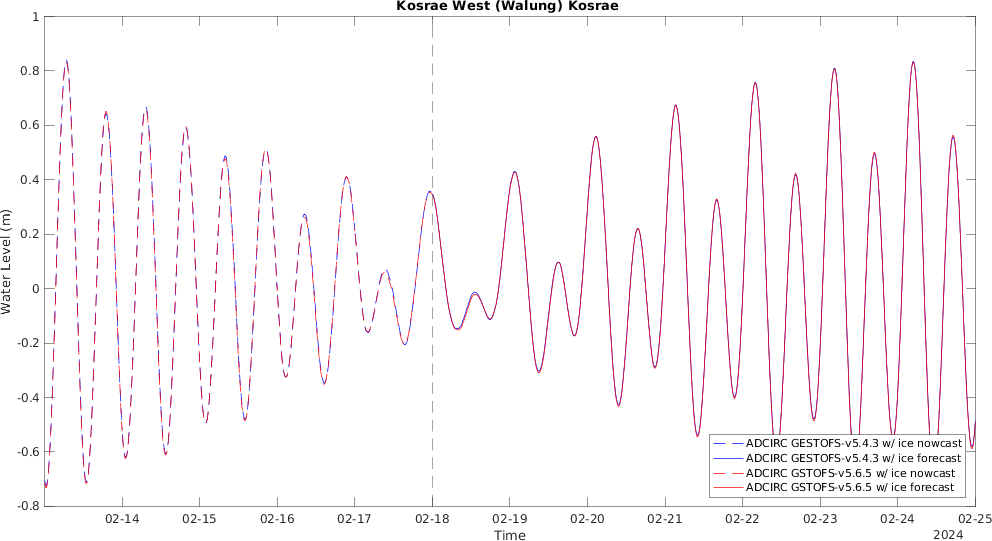 Kosrae West (Walung) Kosrae
1
0.8
0.6
0.4
0.2
0
-0.2
-0.4
-0.6
-0.8
Water Level (m)
ADCIRC GESTOFS-v5.4.3 w/ ice nowcast
ADCIRC GESTOFS-v5.4.3 w/ ice forecast
ADCIRC GSTOFS-v5.6.5 w/ ice nowcast
ADCIRC GSTOFS-v5.6.5 w/ ice forecast
02-14 02-15 02-16 02-17 02-18 02-19 02-20 02-21 02-22 02-23 02-24 02-25
Time
2024